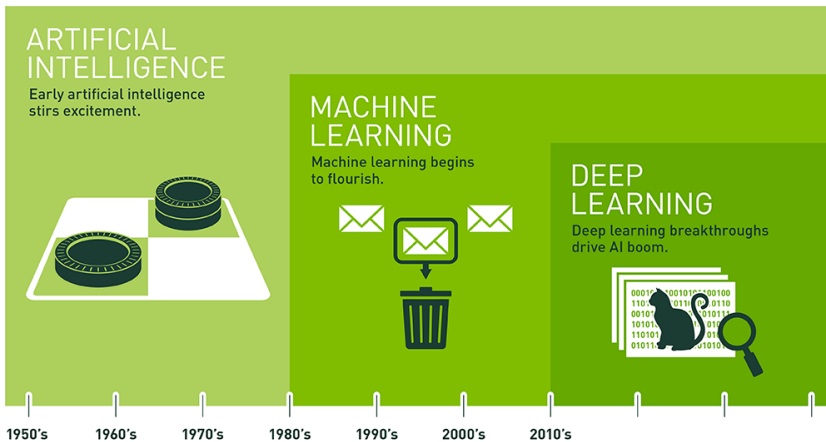 ARTIFICIAL
INTELLIGENCE
Early artificial intelligence
stirs excitement.
MACHINE
LEARNING
Machine learning begins
to flourish.
DEEP
LEARNING
Deep learning breakthroughs
drive AI boom.
1950's
1960's
1970's
1980's
1990's
2000's
2010's